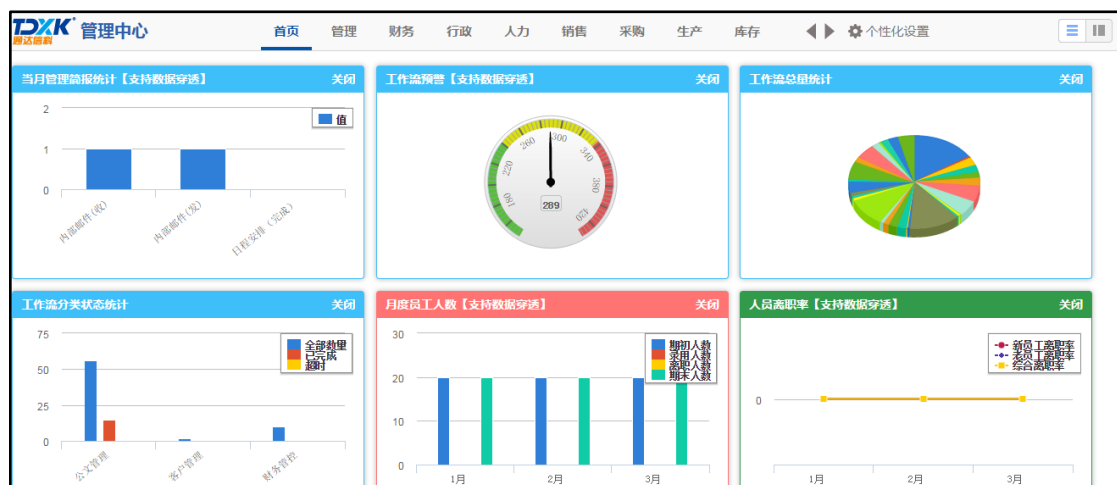 TDXK 通达信科 管理中心 首页 管理 财务 行政 人力 销售 采购 生产 库存 个性化设置
当月管理简报统计【支持数据穿透】 关闭
2
1
0
值
内部邮件(收) 内部邮件(发) 日程安排（完成）
工作流预警【支持数据穿透】 关闭
180 220 260 300 340 380 420
289
工作流总量统计 关闭
工作流分类状态统计 关闭
75
50
25
0
全部数量
已完成
超时
公文管理 客户管理 财务管控
月度员工人数【支持数据穿透】 关闭
30
20
10
0
期初人数
录用人数
离职人数
期末人数
1月 2月 3月
人员离职率【支持数据穿透】 关闭
0
新员工离职率
老员工离职率
综合离职率
1月 2月 3月